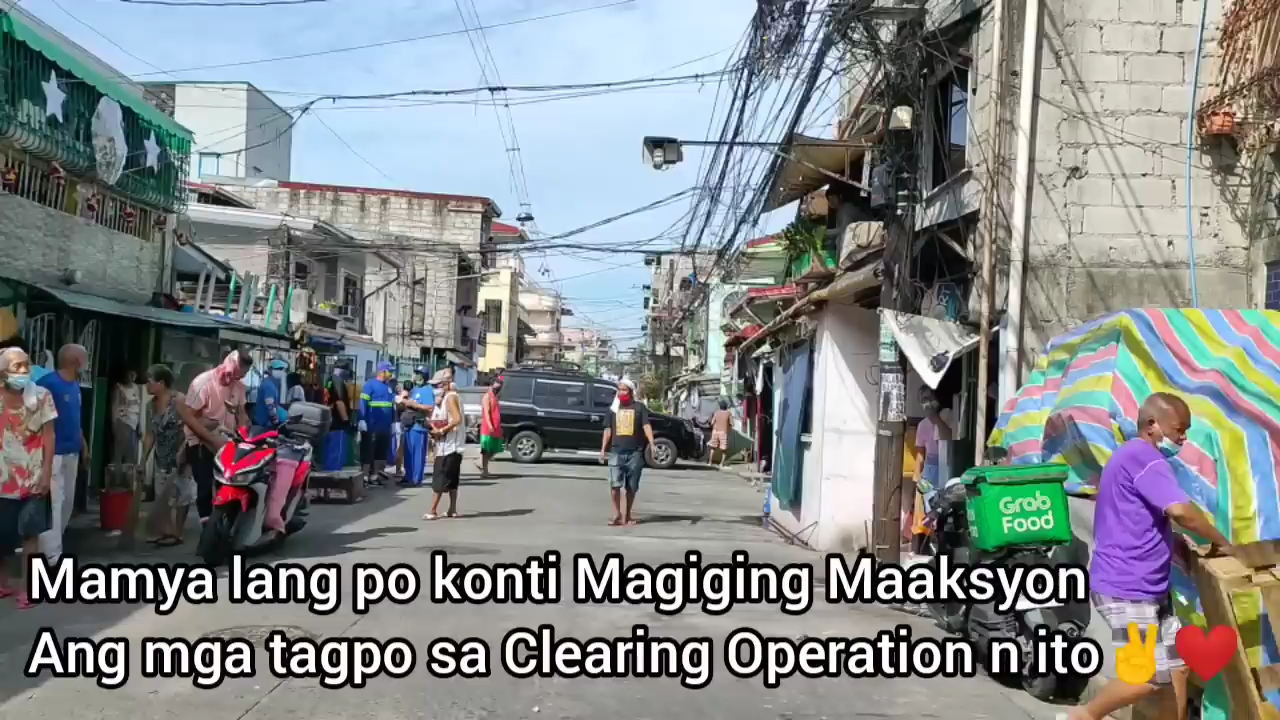 Grab
Food
Mamya lang po konti Magiging Maaksyon
Ang mga tagpo sa Clearing Operation n ito✌️❤️